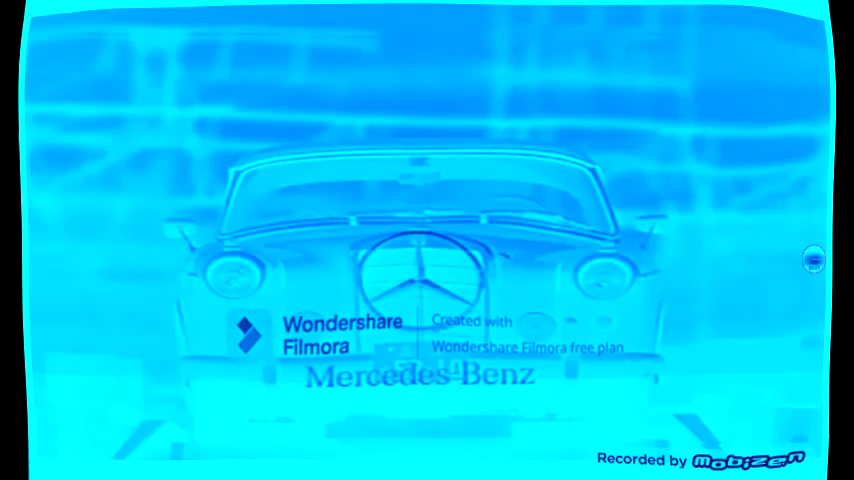 Wondershare
Filmora
Created with
Wondershare Filmora free plan
Mercedes-Benz
Recorded by mobizen